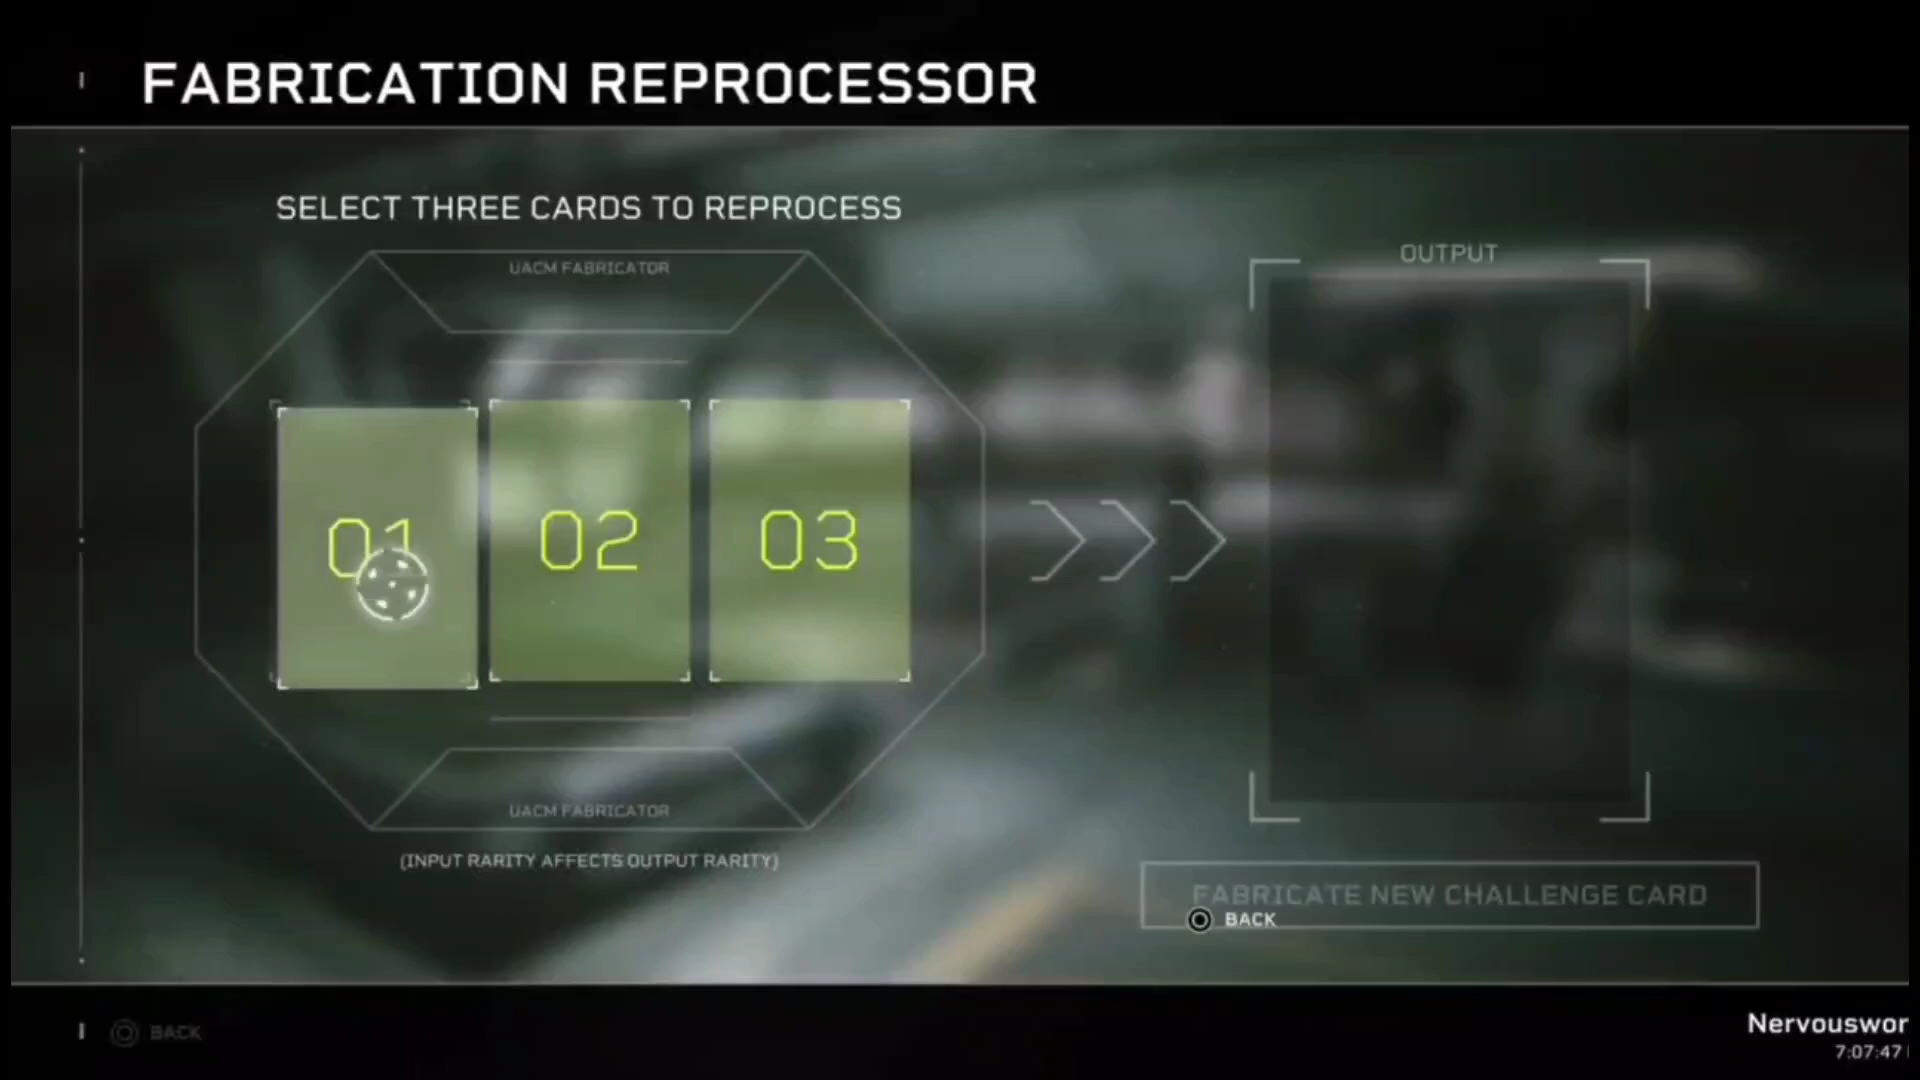 FABRICATION REPROCESSOR
SELECT THREE CARDS TO REPROCESS
UACM FABRICATOR
OUTPUT
01
02
03
UACM FABRICATOR
(INPUT RARITY AFFECTS OUTPUT RARITY)
FABRICATE NEW CHALLENGE CARD
BACK
BACK
Nervouswor
7:07:47